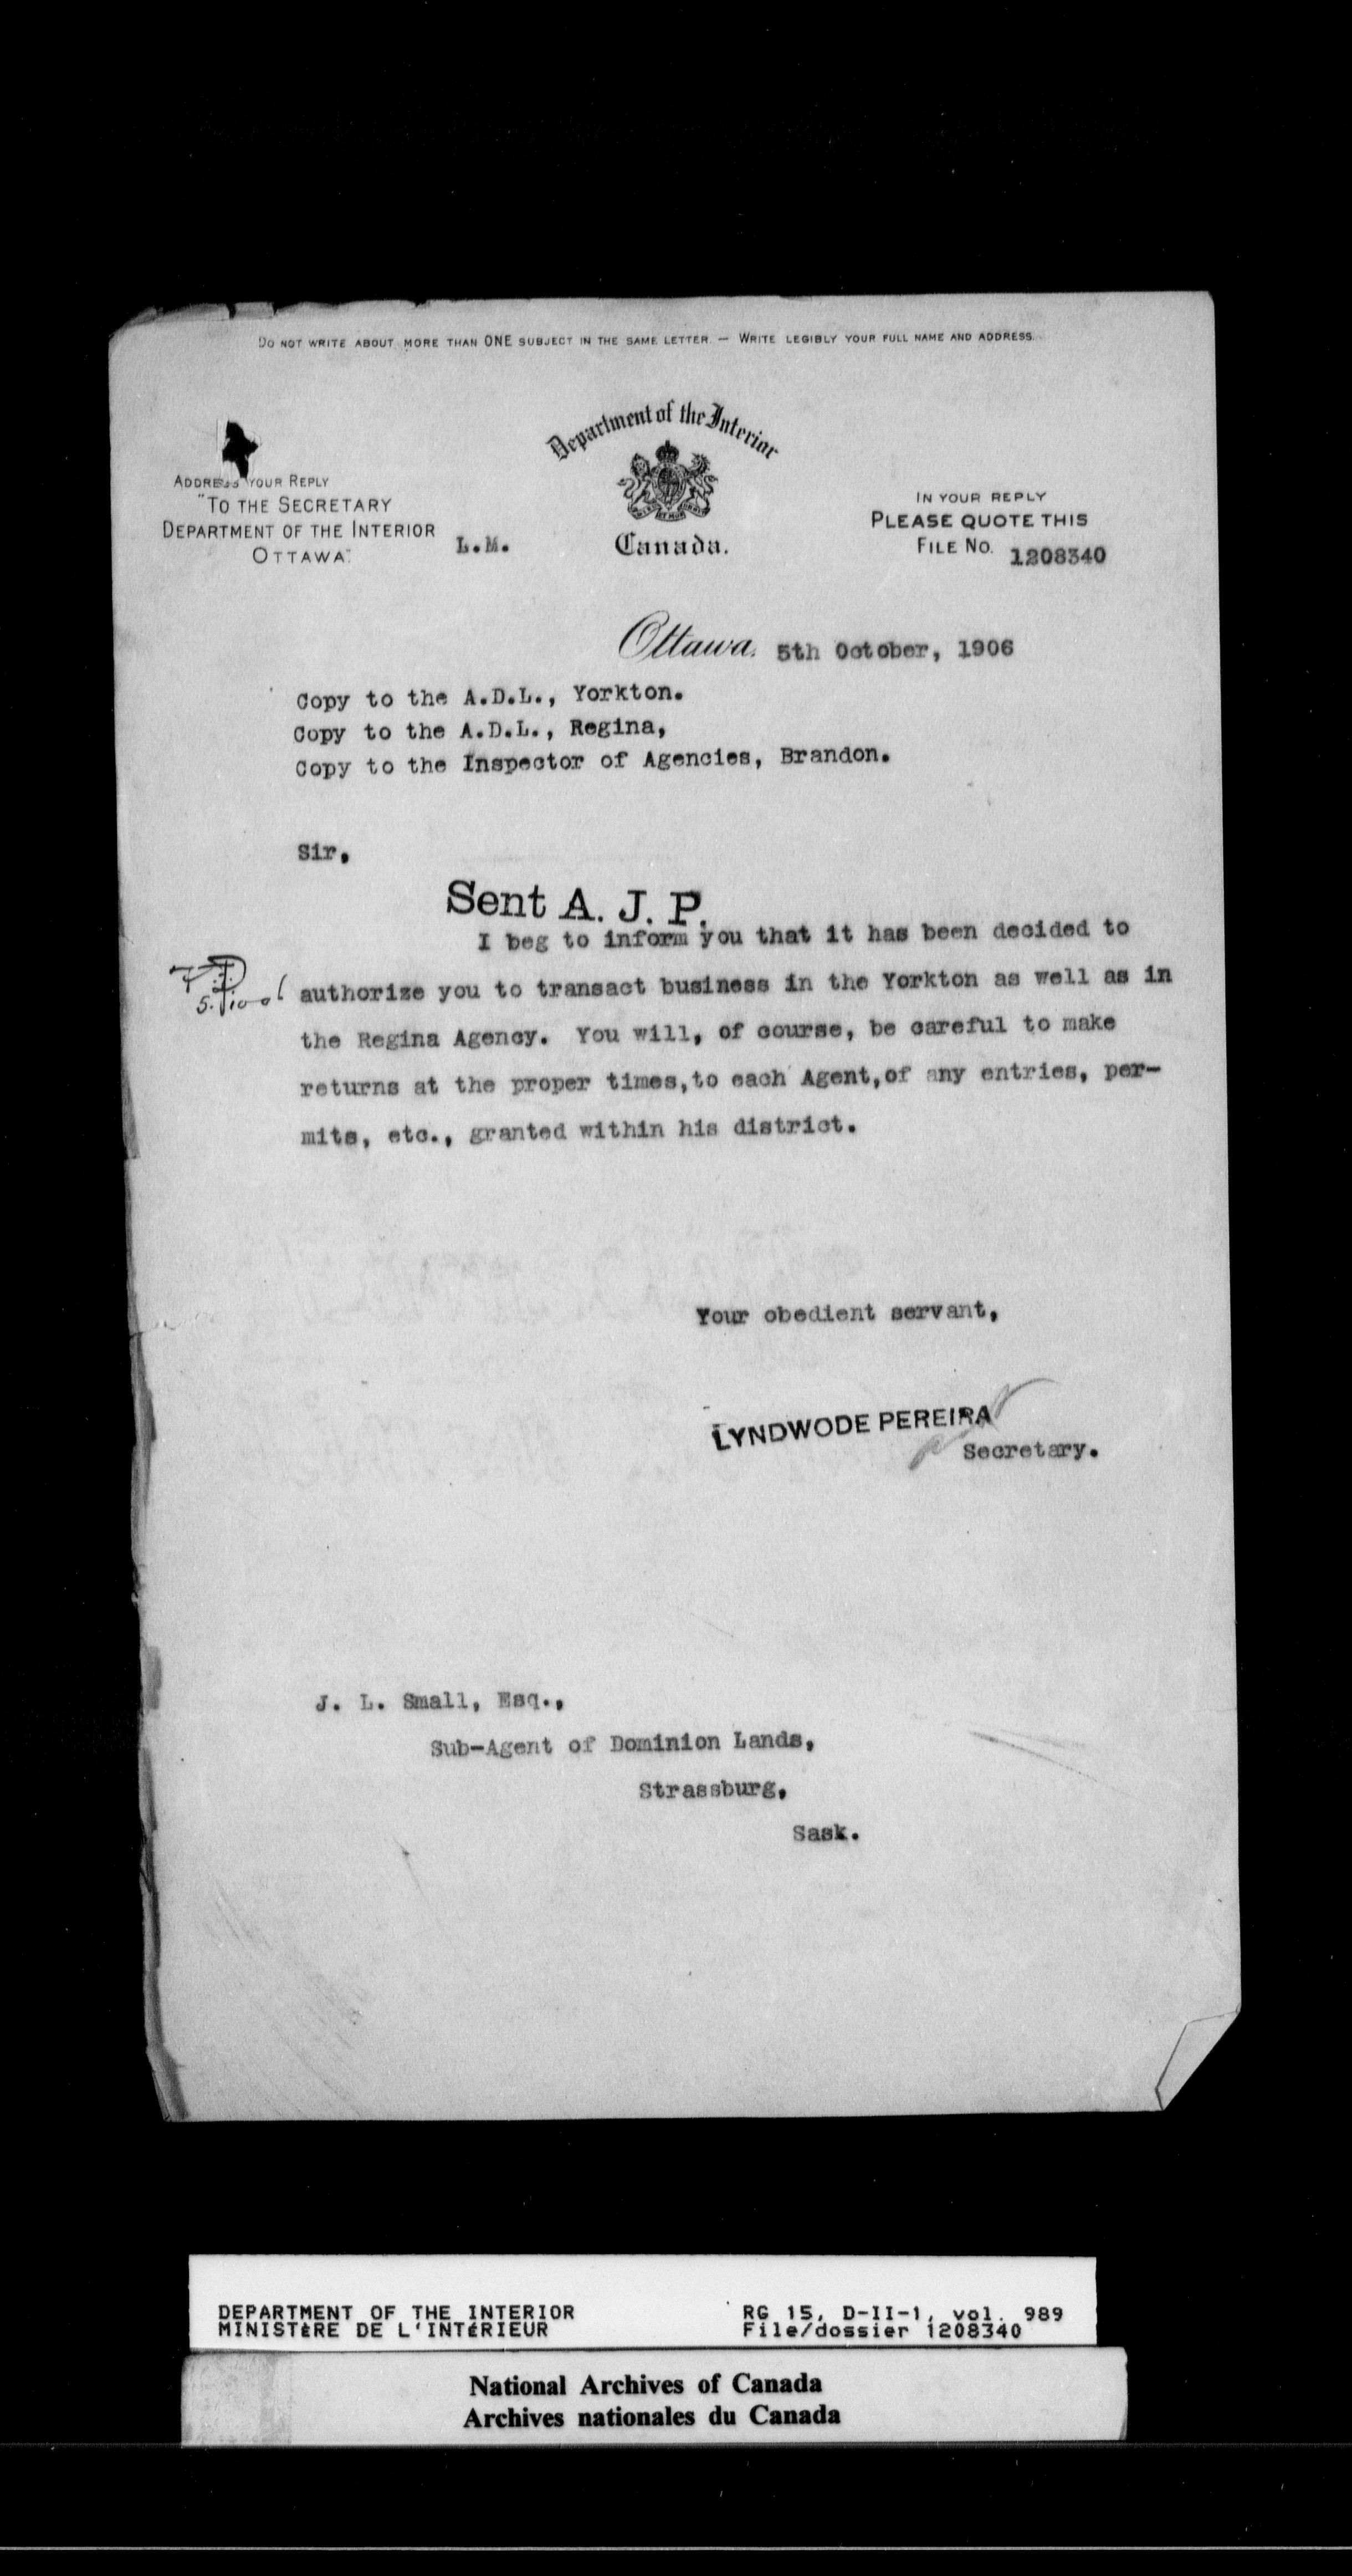 DO NOT WRITE ABOUT MORE THAN ONE SUBJECT IN THE SAME LETTER. — WRITE LEGIBLY YOUR FULL NAME AND ADDRESS.
Department of the Interior
Canada.
ADDRESS YOUR REPLY
"TO THE SECRETARY
DEPARTMENT OF THE INTERIOR
OTTAWA"
L.M.
IN YOUR REPLY
PLEASE QUOTE THIS
FILE NO. 1208340
Ottawa, 5th October, 1906
Copy to the A.D.L., Yorkton.
Copy to the A.D.L., Regina,
Copy to the Inspector of Agencies, Brandon.
Sir,
Sent A. J. P.
I beg to inform you that it has been decided to
authorize you to transact business in the Yorkton as well as in
the Regina Agency. You will, of course, be careful to make
returns at the proper times,to each Agent,of any entries, per-
mits, etc., granted within his district.
Your obedient servant,
LYNDWODE PEREIRA
Secretary.
J. L. Small, Esq.,
Sub-Agent of Dominion Lands,
Strassburg,
Sask.
DEPARTMENT OF THE INTERIOR
MINISTÈRE DE L'INTÉRIEUR
RG 15, D-II-1, vol. 989
File/dossier 1208340
National Archives of Canada
Archives nationales du Canada